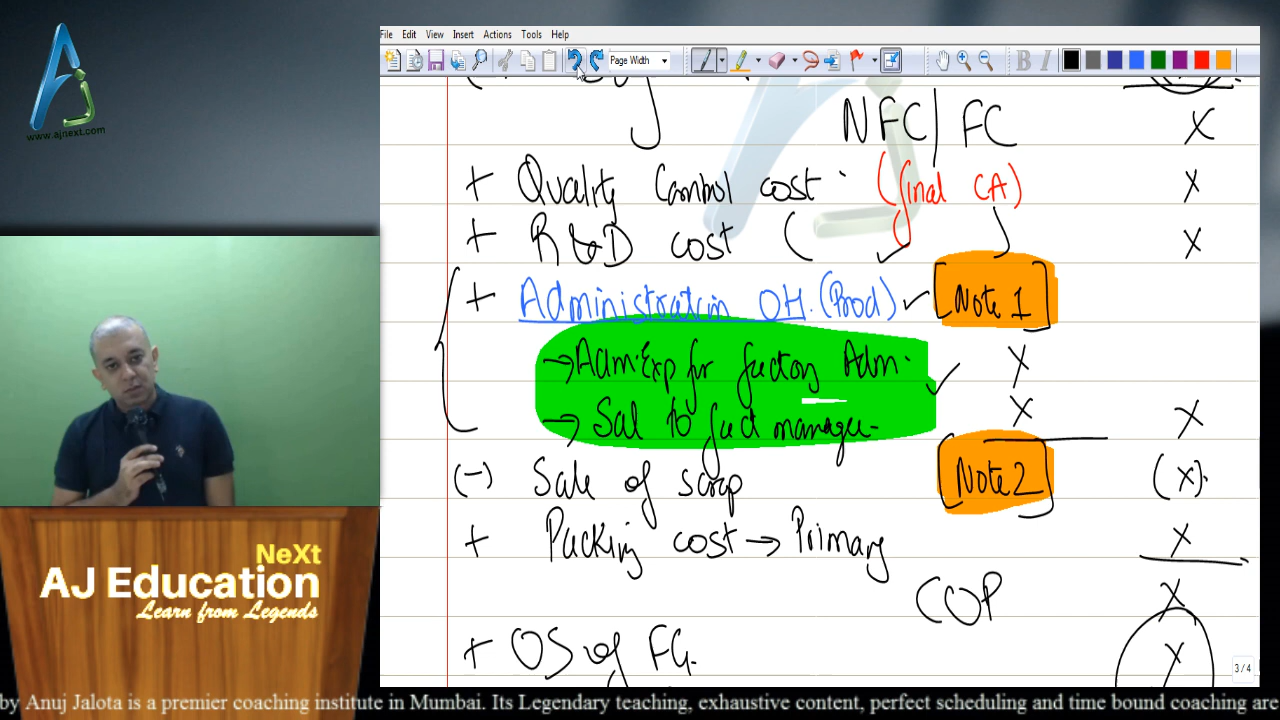 AJ
www.ajnext.com
File Edit View Insert Actions Tools Help
Page Width
B I
NFC | FC X
+ Quality Control cost (final CA) X
+ R&D cost ( ) X
+ Administration OH. (Prod) [Note 1]
→ Adm. Exp for factory Adm. X
→ Sal to fact manager X X
(-) Sale of scrap [Note 2] (X)
+ Packing cost → Primary X
COP X
+ OS of FG. X
3/4
NeXt
AJ Education
Learn from Legends
by Anuj Jalota is a premier coaching institute in Mumbai. Its Legendary teaching, exhaustive content, perfect scheduling and time bound coaching are